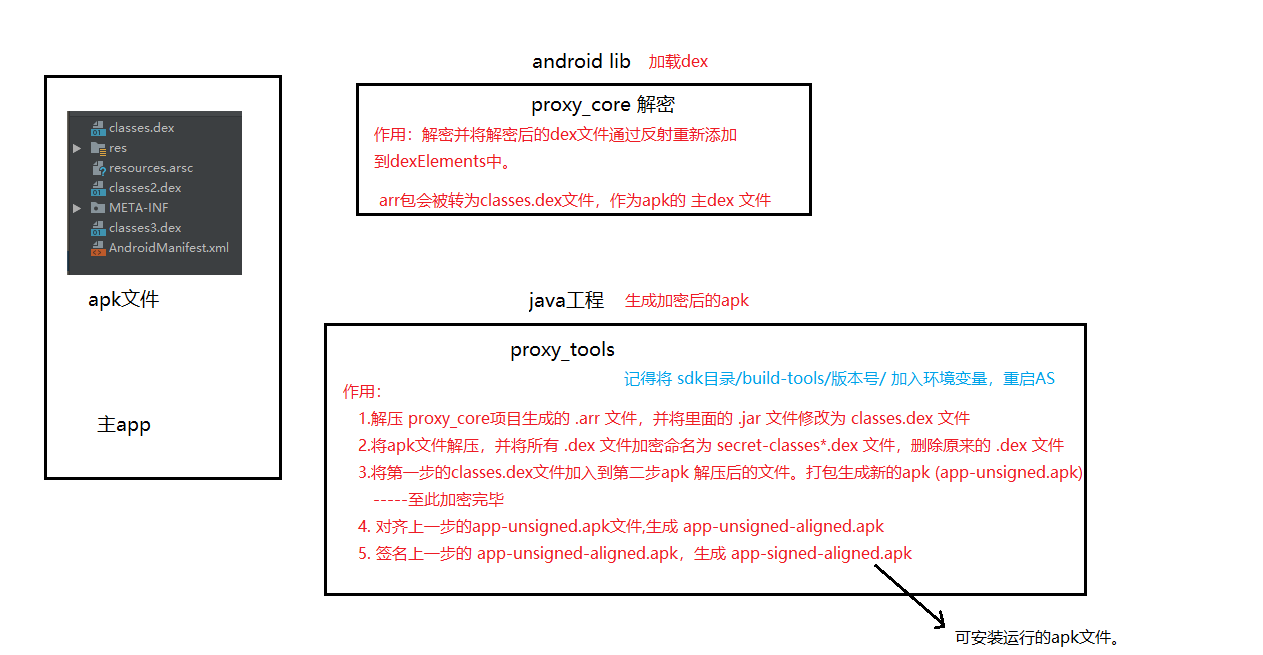 classes.dex
res
resources.arsc
classes2.dex
META-INF
classes3.dex
AndroidManifest.xml
apk文件
主app
android lib 加载dex
proxy_core 解密
作用：解密并将解密后的dex文件通过反射重新添加
到dexElements中。
arr包会被转为classes.dex文件，作为apk的 主dex 文件
java工程 生成加密后的apk
proxy_tools
记得将 sdk目录/build-tools/版本号/ 加入环境变量，重启AS
作用：
1.解压 proxy_core项目生成的 .arr 文件，并将里面的 .jar 文件修改为 classes.dex 文件
2.将apk文件解压，并将所有 .dex 文件加密命名为 secret-classes*.dex 文件，删除原来的 .dex 文件
3.将第一步的classes.dex文件加入到第二步apk 解压后的文件。打包生成新的apk (app-unsigned.apk)
-----至此加密完毕
4. 对齐上一步的app-unsigned.apk文件,生成 app-unsigned-aligned.apk
5. 签名上一步的 app-unsigned-aligned.apk，生成 app-signed-aligned.apk
可安装运行的apk文件。